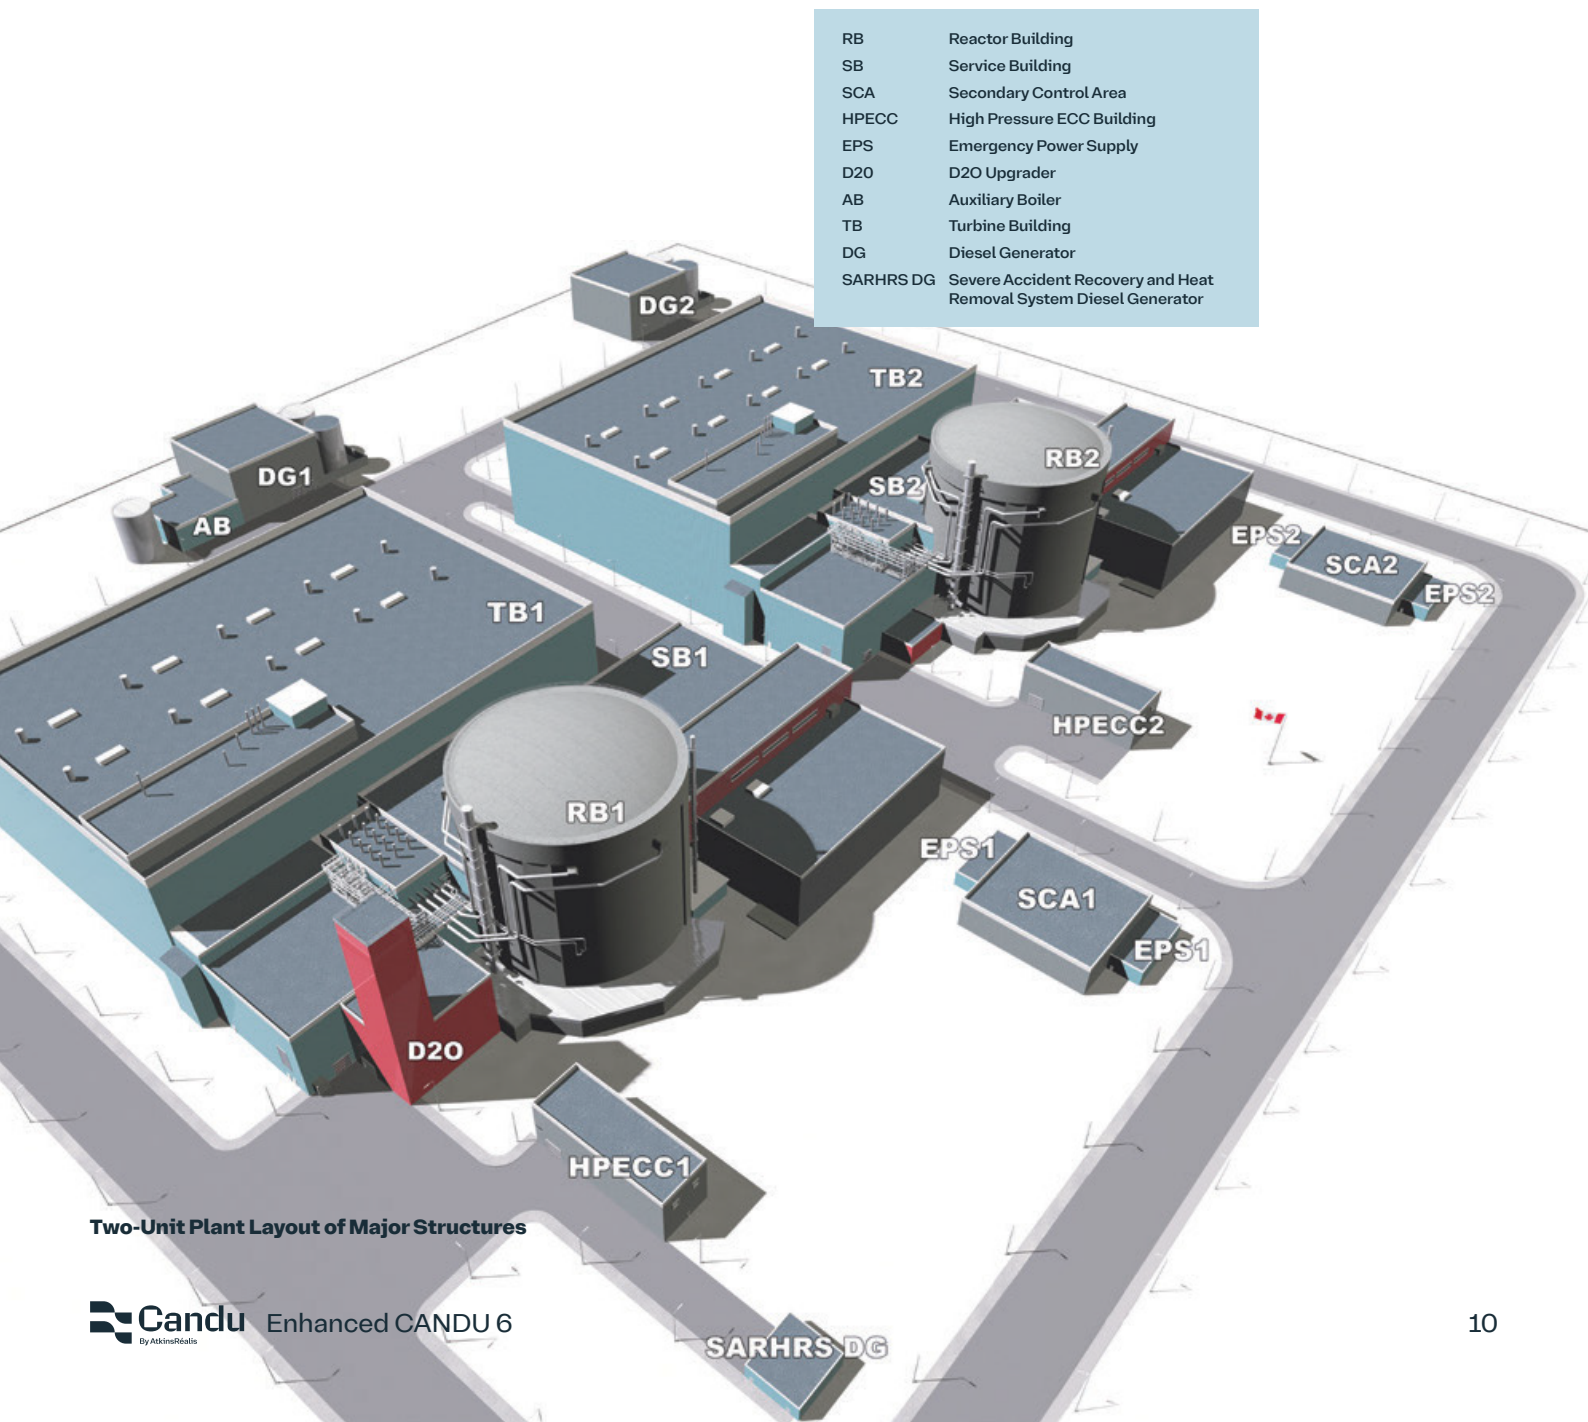 RB Reactor Building
SB Service Building
SCA Secondary Control Area
HPECC High Pressure ECC Building
EPS Emergency Power Supply
D20 D2O Upgrader
AB Auxiliary Boiler
TB Turbine Building
DG Diesel Generator
SARHRS DG Severe Accident Recovery and Heat
Removal System Diesel Generator
DG2
TB2
RB2
DG1
SB2
AB
EPS2
SCA2
EPS2
TB1
SB1
HPECC2
RB1
EPS1
SCA1
EPS1
D2O
HPECC1
Two-Unit Plant Layout of Major Structures
Candu
By AtkinsRéalis
Enhanced CANDU 6
SARHRS DG
10